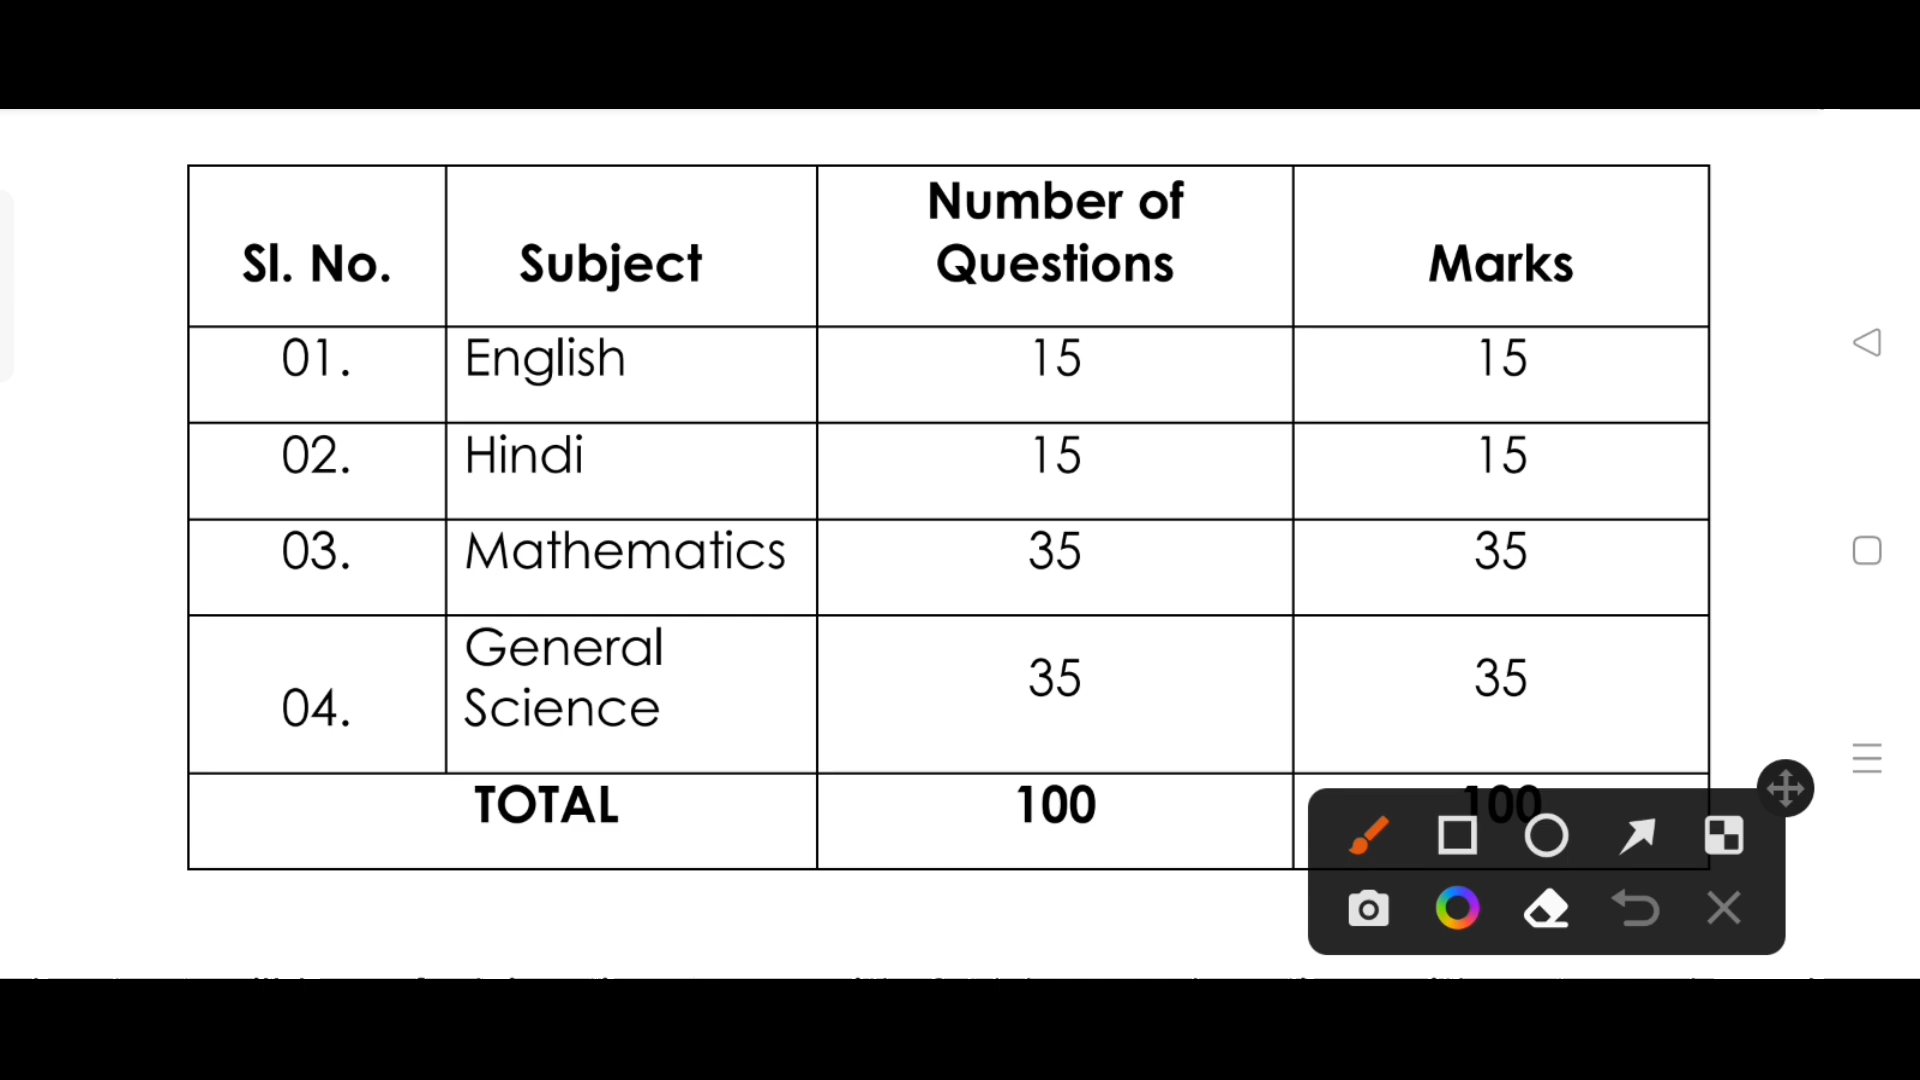 Sl. No. Subject Number of Questions Marks
01. English 15 15
02. Hindi 15 15
03. Mathematics 35 35
04. General Science 35 35
TOTAL 100 100